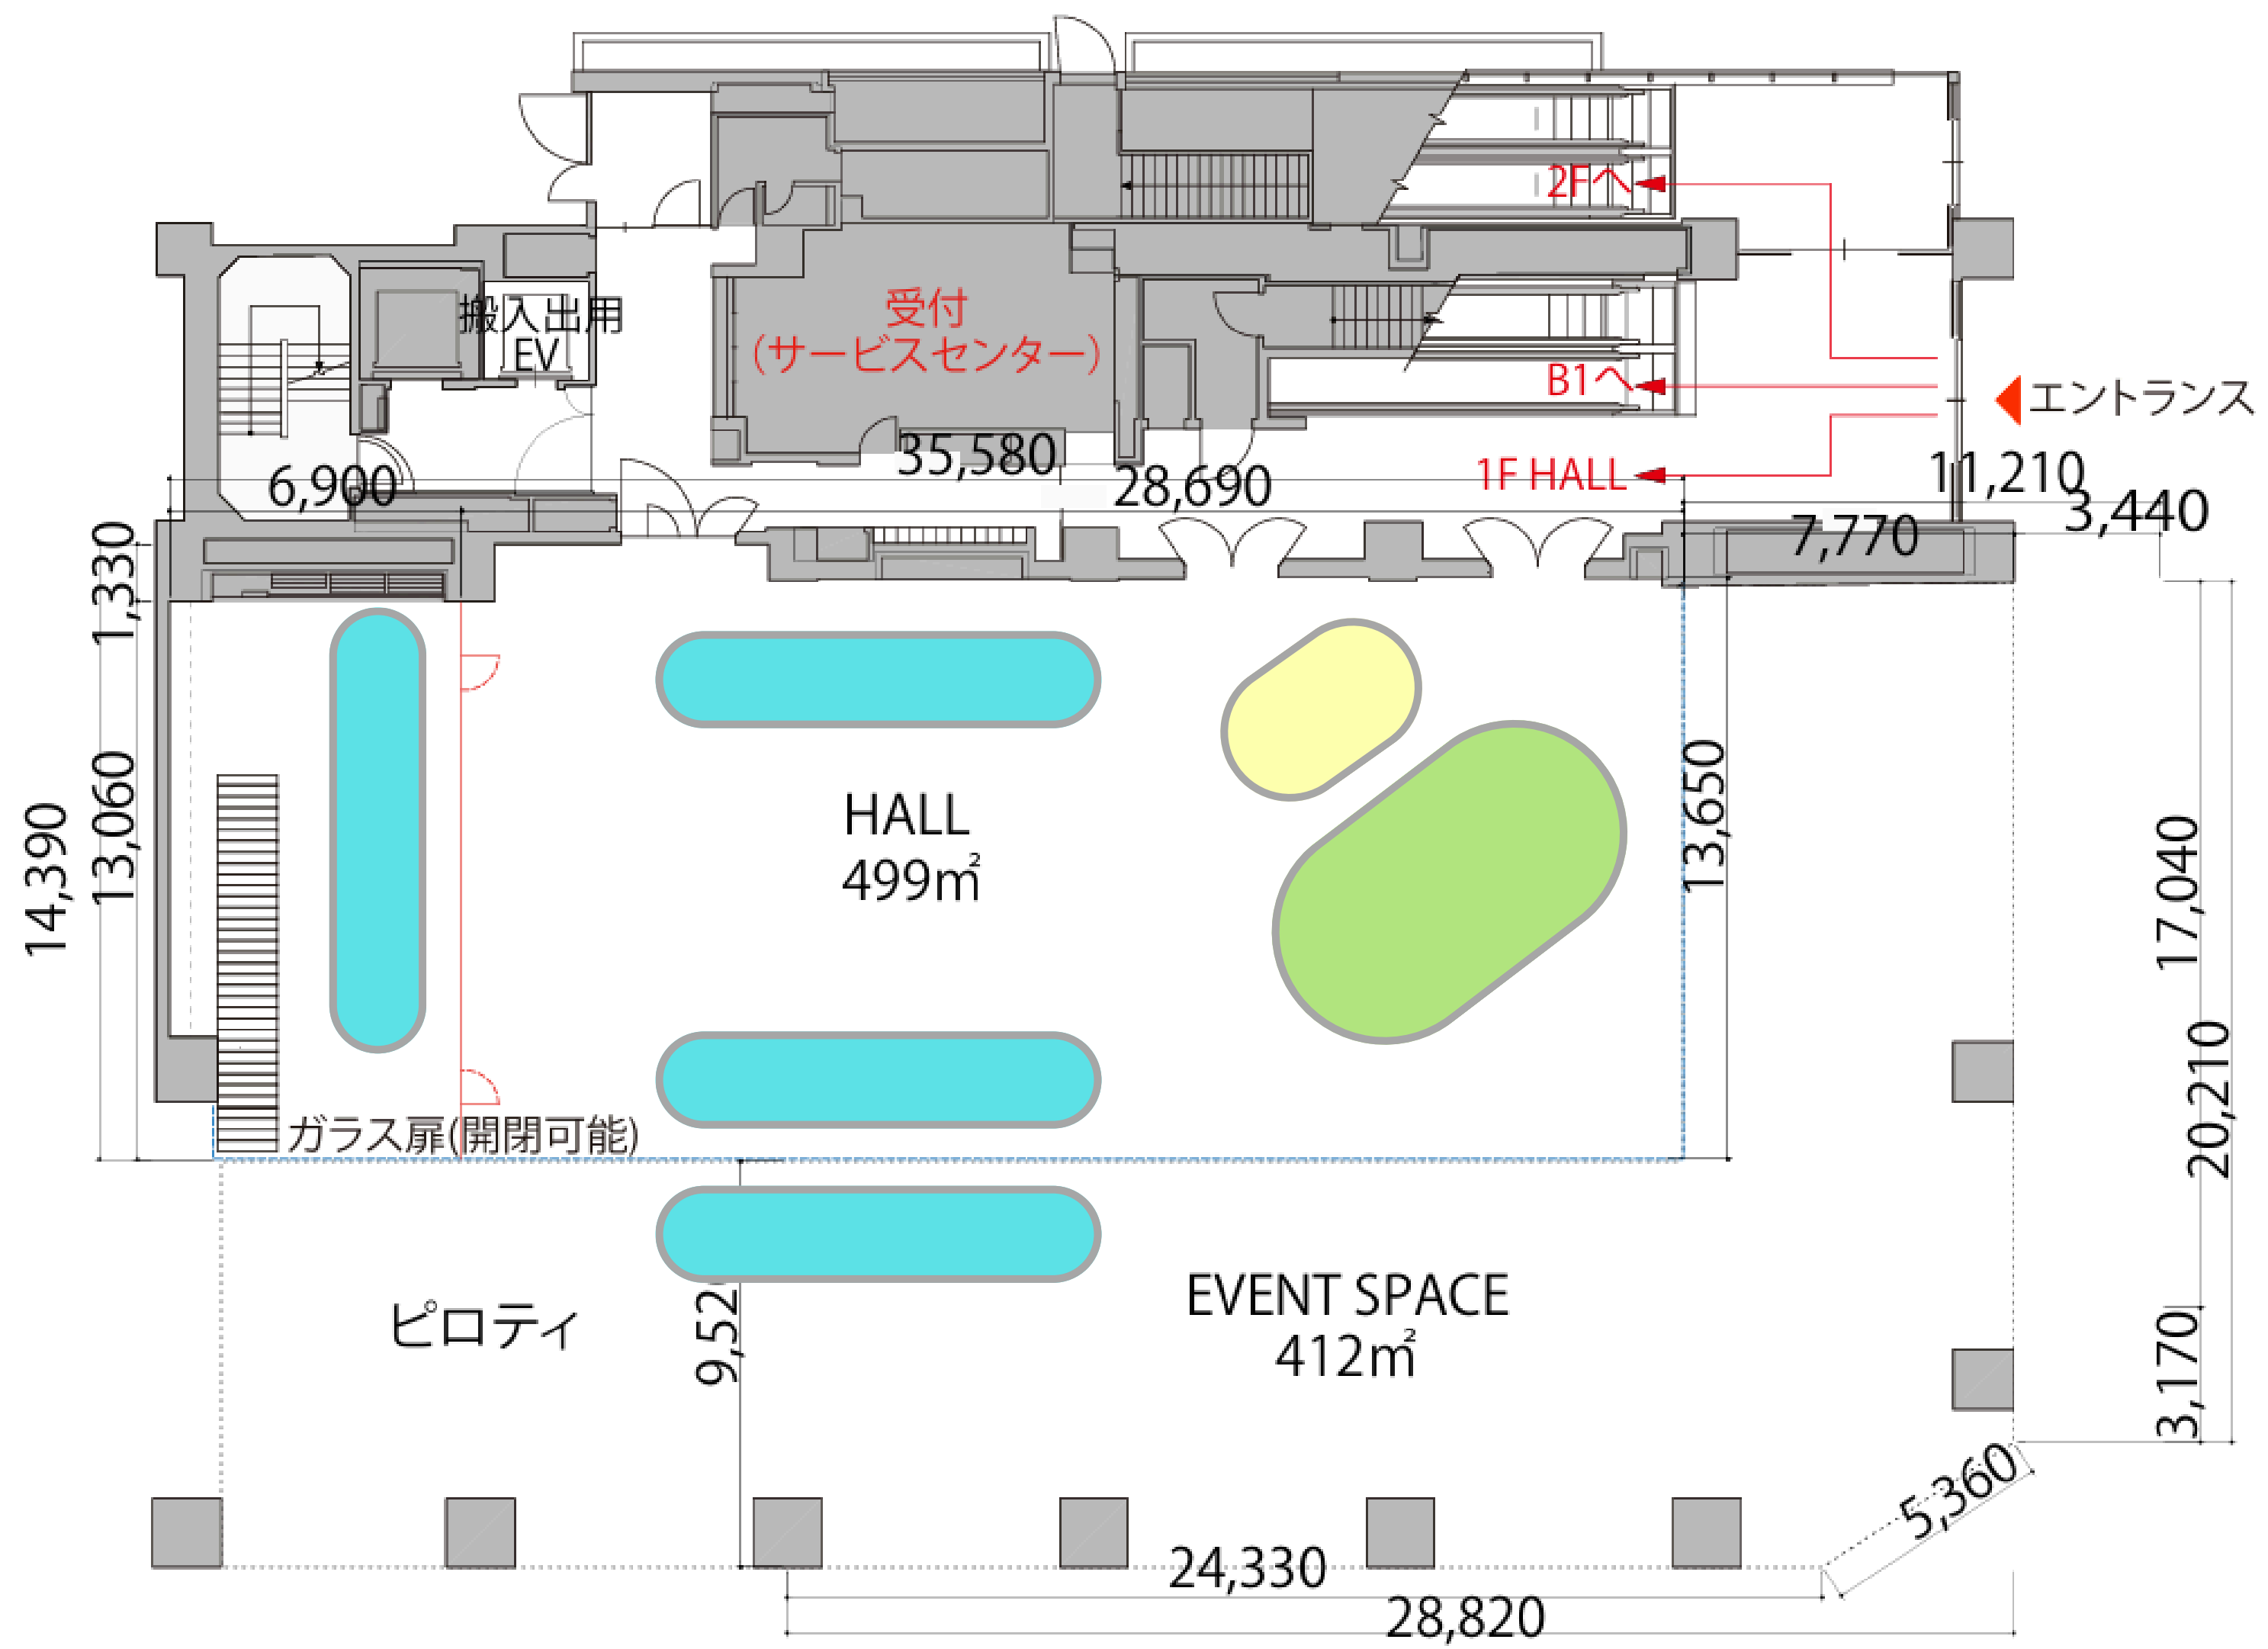 2Fへ
搬入出用
EV
受付
(サービスセンター)
B1へ
エントランス
1F HALL
35,580
6,900
28,690
11,210
3,440
7,770
1,330
13,060
14,390
HALL
499㎡
13,650
17,040
20,210
ガラス扉(開閉可能)
ピロティ
9,52
EVENT SPACE
412㎡
3,170
5,360
24,330
28,820